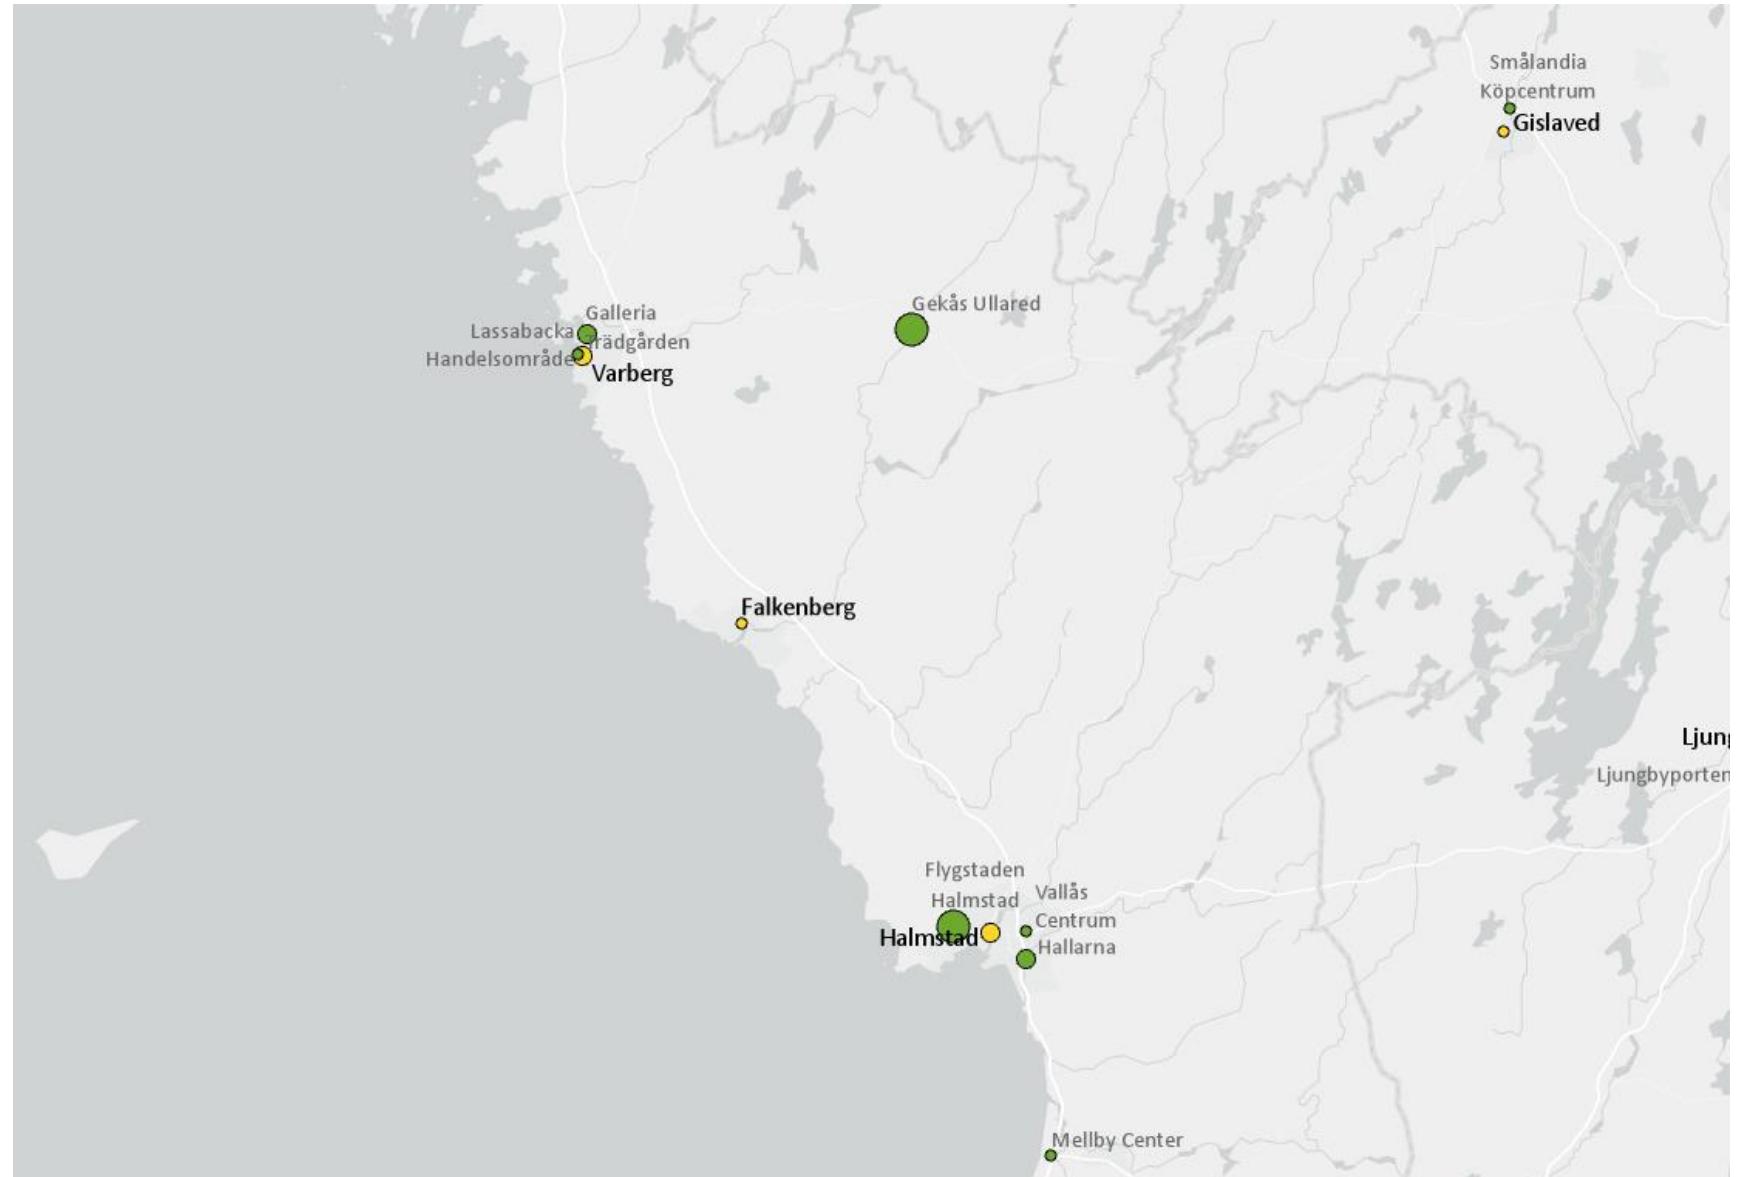 Smålandia
Köpcentrum
Gislaved
Gekås Ullared
Galleria
Trädgården
Lassabacka
Handelsområde
Varberg
Falkenberg
Ljung
Ljungbyporten
Flygstaden
Halmstad
Vallås
Centrum
Halmstad
Hallarna
Mellby Center